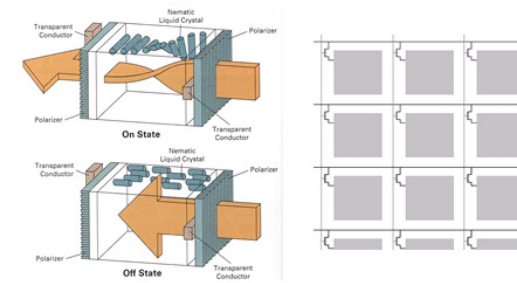 Nematic
Liquid Crystal
Transparent
Conductor
Polarizer
Polarizer
On State
Transparent
Conductor
Nematic
Liquid Crystal
Transparent
Conductor
Polarizer
Polarizer
Off State
Transparent
Conductor